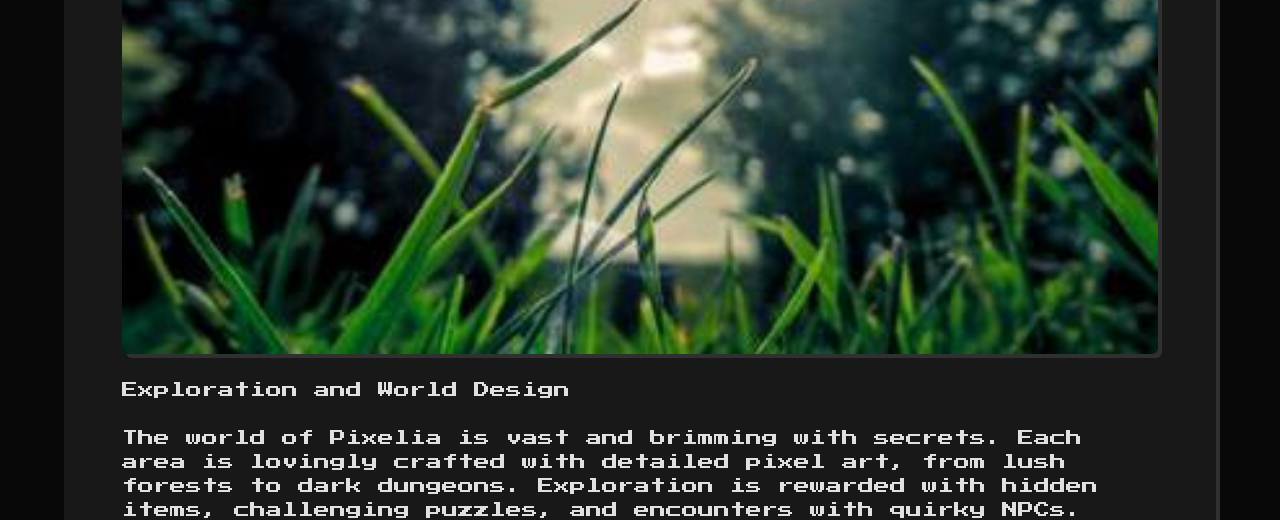 Exploration and World Design
The world of Pixelia is vast and brimming with secrets. Each
area is lovingly crafted with detailed pixel art, from lush
forests to dark dungeons. Exploration is rewarded with hidden
items, challenging puzzles, and encounters with quirky NPCs.